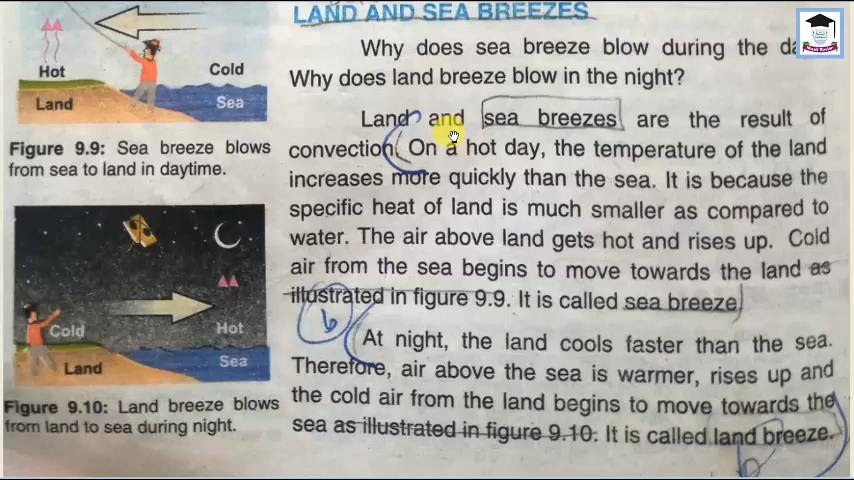 LAND AND SEA BREEZES
Hot
Cold
Land
Sea
Figure 9.9: Sea breeze blows
from sea to land in daytime.
Cold
Hot
Land
Sea
Figure 9.10: Land breeze blows
from land to sea during night.
Why does sea breeze blow during the
Why does land breeze blow in the night?
Land and sea breezes are the result of
convection. On a hot day, the temperature of the land
increases more quickly than the sea. It is because the
specific heat of land is much smaller as compared to
water. The air above land gets hot and rises up. Cold
air from the sea begins to move towards the land as
illustrated in figure 9.9. It is called sea breeze
At night, the land cools faster than the sea.
Therefore, air above the sea is warmer, rises up and
the cold air from the land begins to move towards the
sea as illustrated in figure 9.10. It is called land breeze.